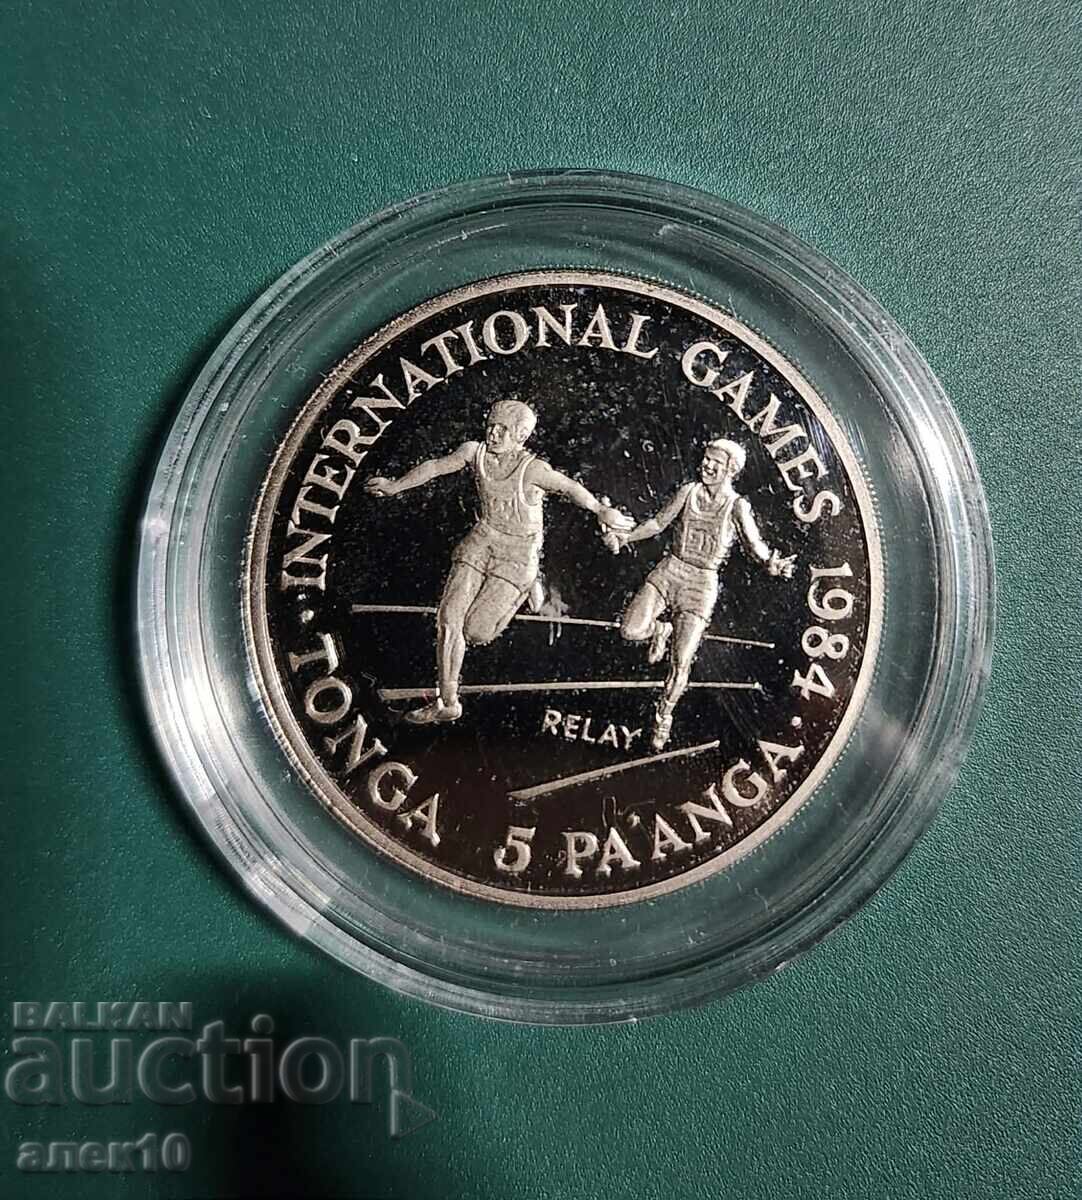 · INTERNATIONAL GAMES 1984 ·
RELAY
TONGA 5 PA'ANGA
BALKAN
auction
алек10